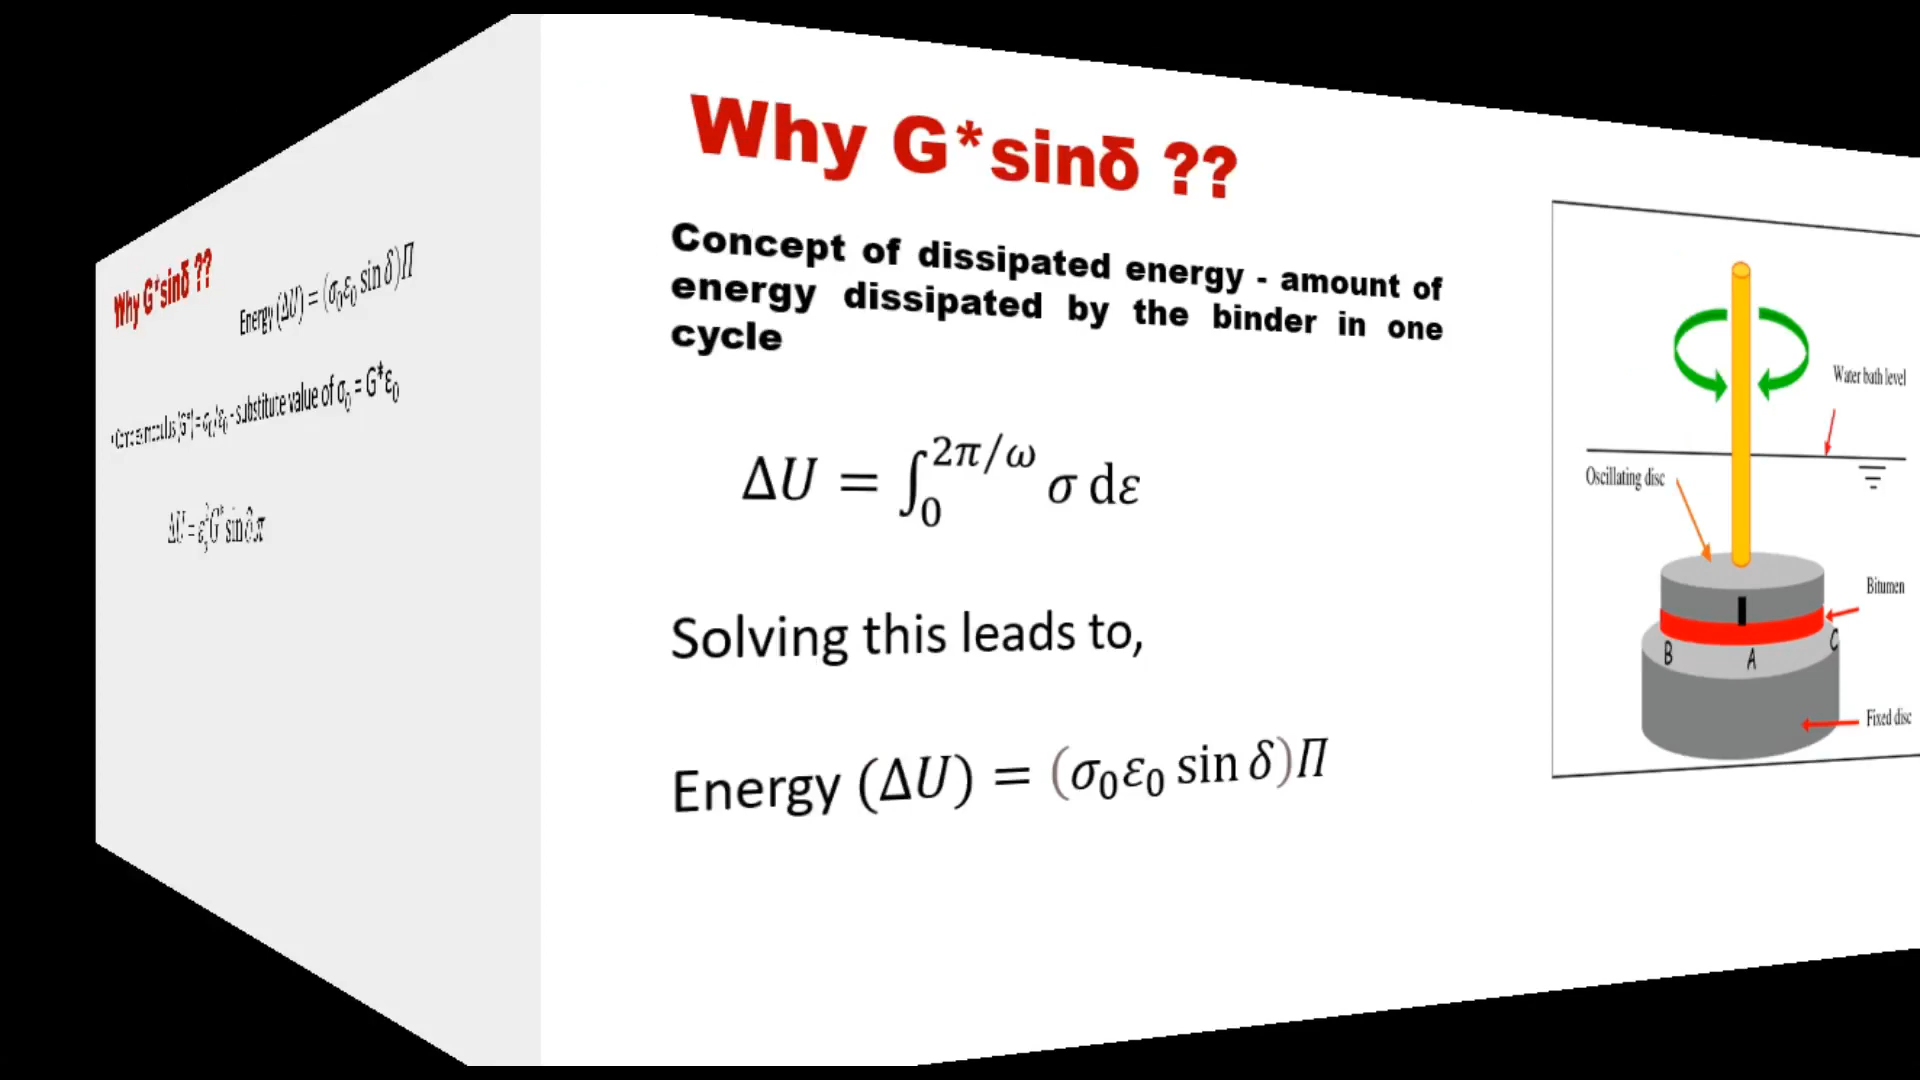 Why G*sinδ ??
Energy (ΔU) = (σ₀ε₀ sin δ)Π
substitute value of σ₀ = G*ε₀
Why G*sinδ ??
Concept of dissipated energy - amount of
energy dissipated by the binder in one
cycle
ΔU = ∫₀^{2π/ω} σ dε
Solving this leads to,
Energy (ΔU) = (σ₀ε₀ sin δ)Π
Water bath level
Oscillating disc
Bitumen
B A C
Fixed disc